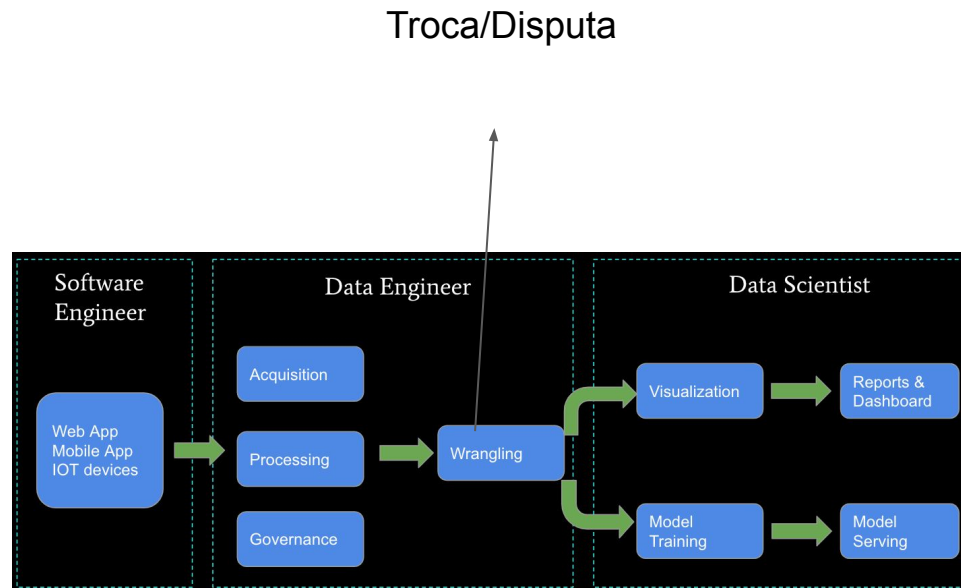 Troca/Disputa
Software
Engineer
Data Engineer
Data Scientist
Web App
Mobile App
IOT devices
Acquisition
Processing
Governance
Wrangling
Visualization
Reports &
Dashboard
Model
Training
Model
Serving